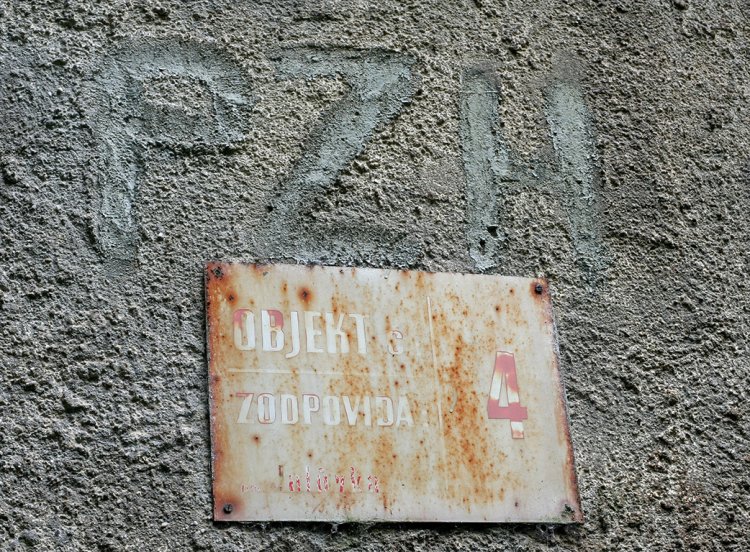 PZH
OBJEKT č 4
ZODPOVIDÁ